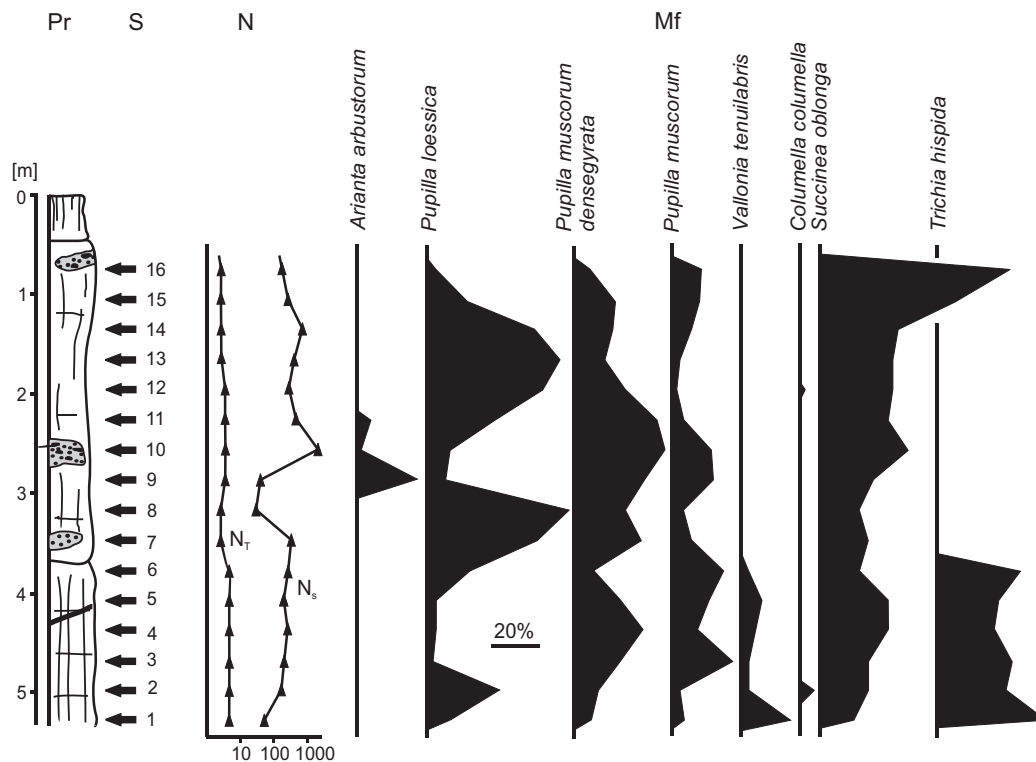 Pr S N Mf
Arianta arbustorum
Pupilla loessica
Pupilla muscorum
densegyrata
Pupilla muscorum
Vallonia tenuilabris
Columella columella
Succinea oblonga
Trichia hispida
[m]
0
16
1
15
14
13
2
12
11
10
9
3
8
7
N_T
6
N_s
4
5
4
20%
3
5
2
1
10 100 1000